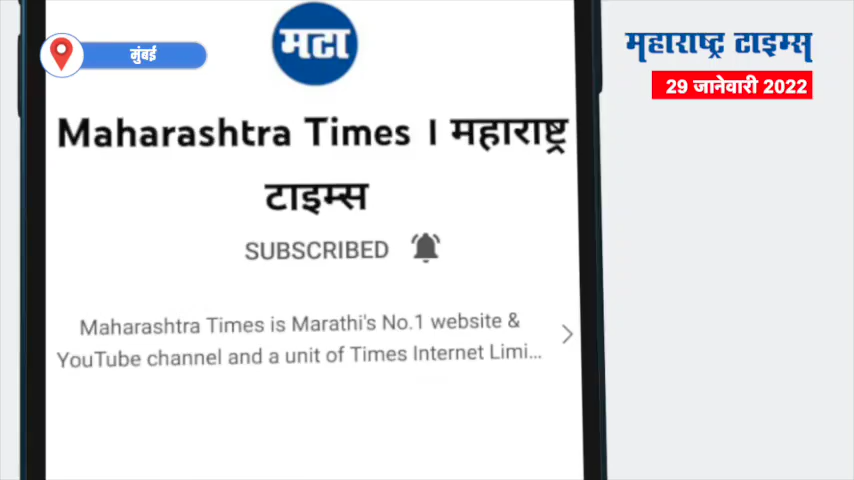 मुंबई
मटा
महाराष्ट्र टाइम्स
29 जानेवारी 2022
Maharashtra Times । महाराष्ट्र
टाइम्स
SUBSCRIBED
Maharashtra Times is Marathi's No.1 website &
YouTube channel and a unit of Times Internet Limi...